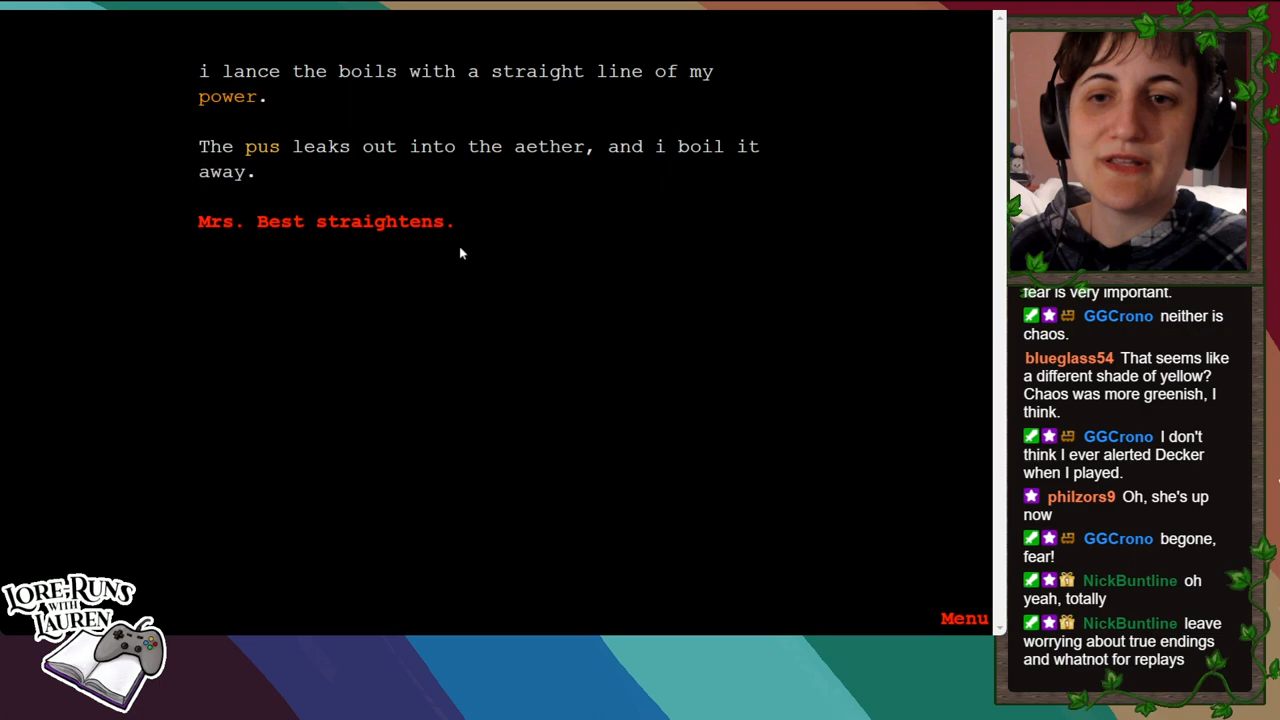 i lance the boils with a straight line of my
power.
The pus leaks out into the aether, and i boil it
away.
Mrs. Best straightens.
Menu
LORE-RUNS
WITH
LAUREN
fear is very important.
GGCrono neither is
chaos.
blueglass54 That seems like
a different shade of yellow?
Chaos was more greenish, I
think.
GGCrono I don't
think I ever alerted Decker
when I played.
philzors9 Oh, she's up
now
GGCrono begone,
fear!
NickBuntline oh
yeah, totally
NickBuntline leave
worrying about true endings
and whatnot for replays